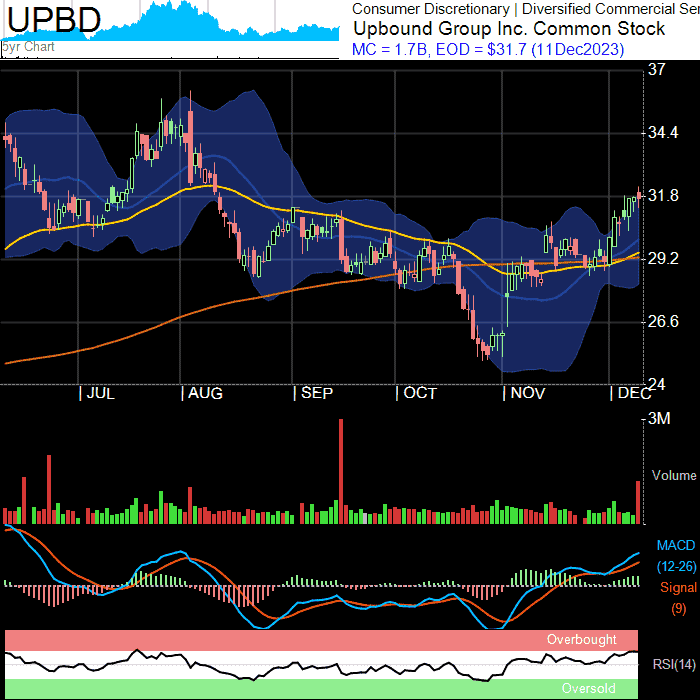 UPBD
5yr Chart
Consumer Discretionary | Diversified Commercial Ser
Upbound Group Inc. Common Stock
MC = 1.7B, EOD = $31.7 (11Dec2023)
37
34.4
31.8
29.2
26.6
24
| JUL | AUG | SEP | OCT | NOV | DEC
3M
Volume
MACD
(12-26)
Signal
(9)
Overbought
RSI(14)
Oversold